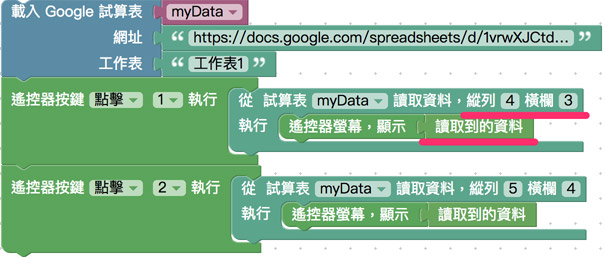 載入 Google 試算表 myData
網址 “ https://docs.google.com/spreadsheets/d/1vrwXJCtd... ”
工作表 “ 工作表1 ”
遙控器按鍵 點擊 1 執行 從 試算表 myData 讀取資料，縱列 4 橫欄 3
執行 遙控器螢幕，顯示 讀取到的資料
遙控器按鍵 點擊 2 執行 從 試算表 myData 讀取資料，縱列 5 橫欄 4
執行 遙控器螢幕，顯示 讀取到的資料